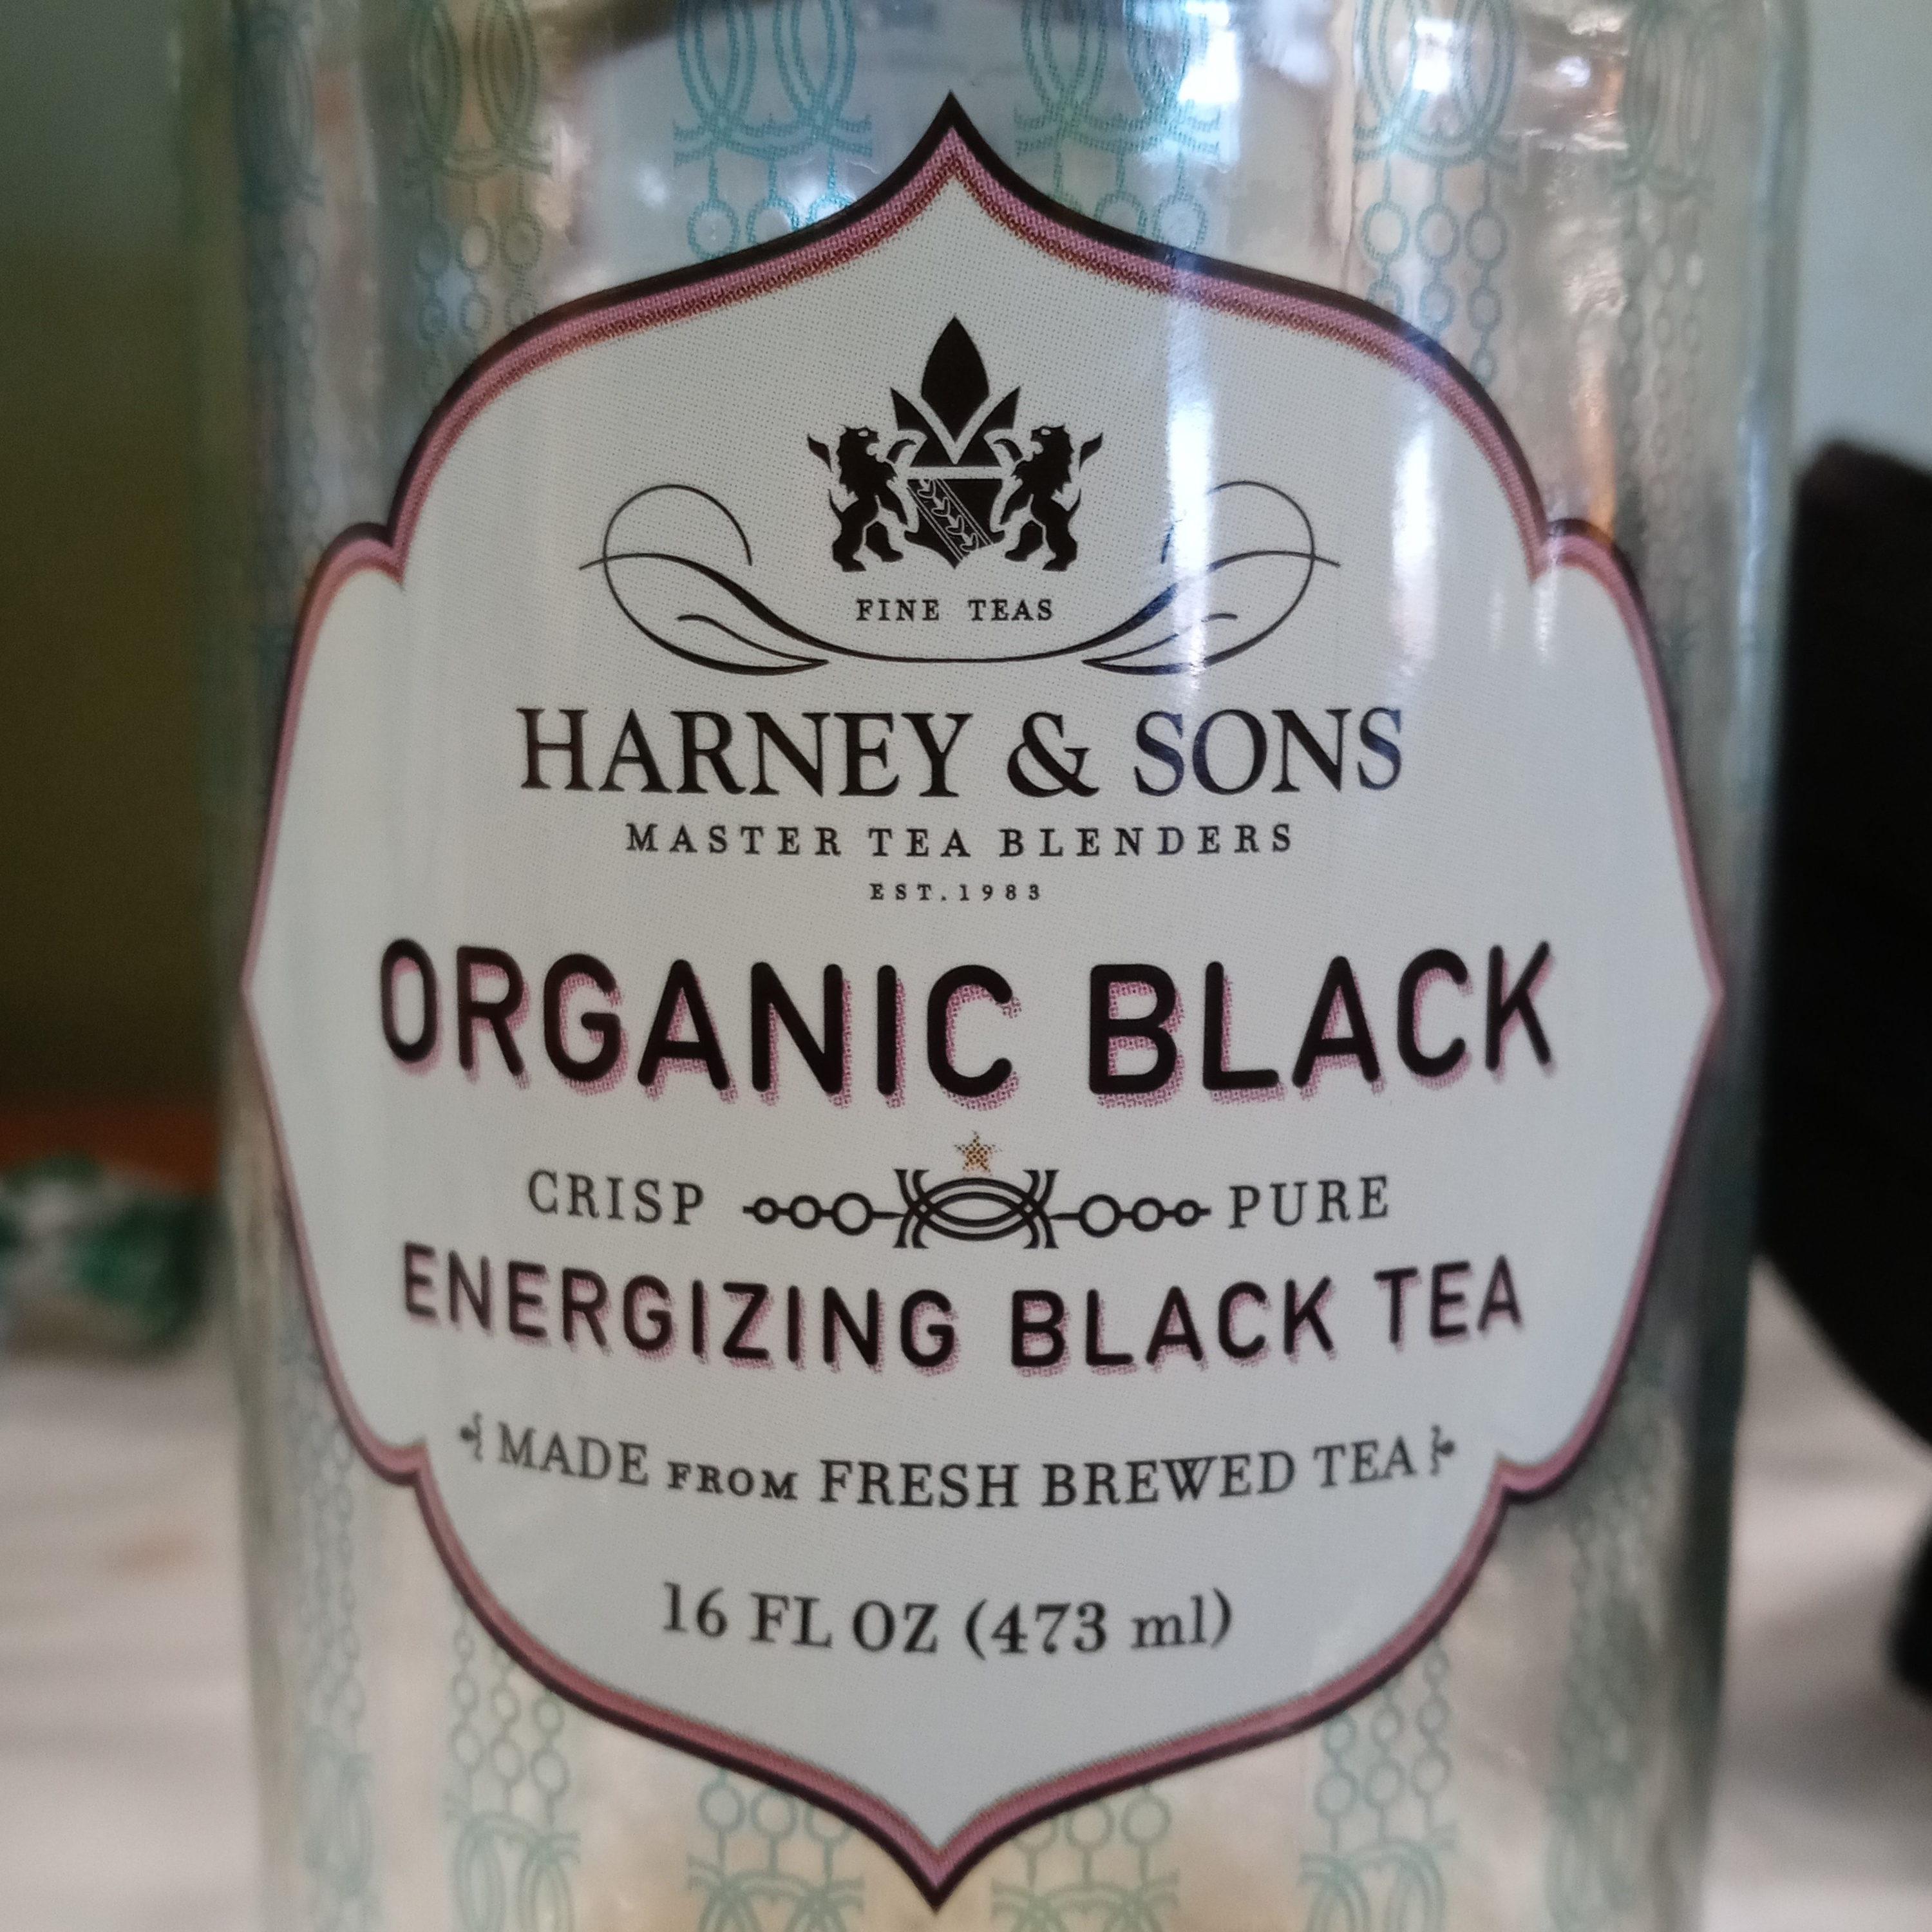 FINE TEAS
HARNEY & SONS
MASTER TEA BLENDERS
EST.1983
ORGANIC BLACK
CRISP PURE
ENERGIZING BLACK TEA
MADE FROM FRESH BREWED TEA
16 FL OZ (473 ml)